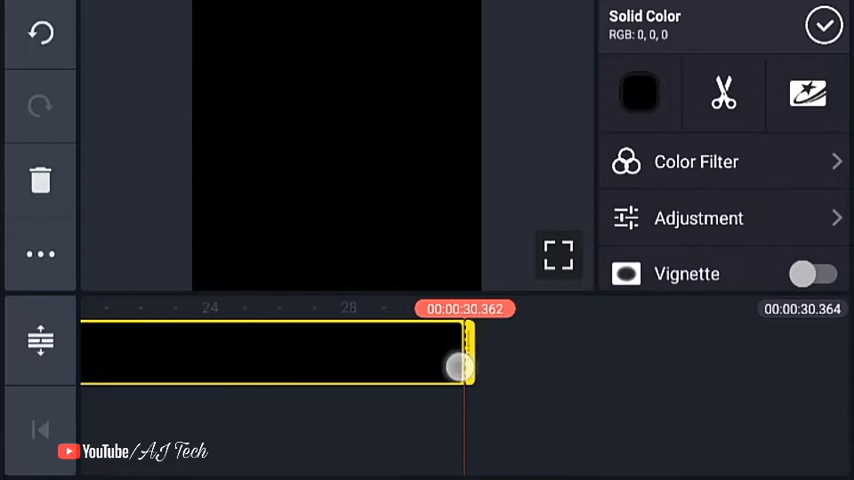 Solid Color
RGB: 0, 0, 0
Color Filter
Adjustment
Vignette
24
28
00:00:30.362
00:00:30.364
YouTube/AJ Tech